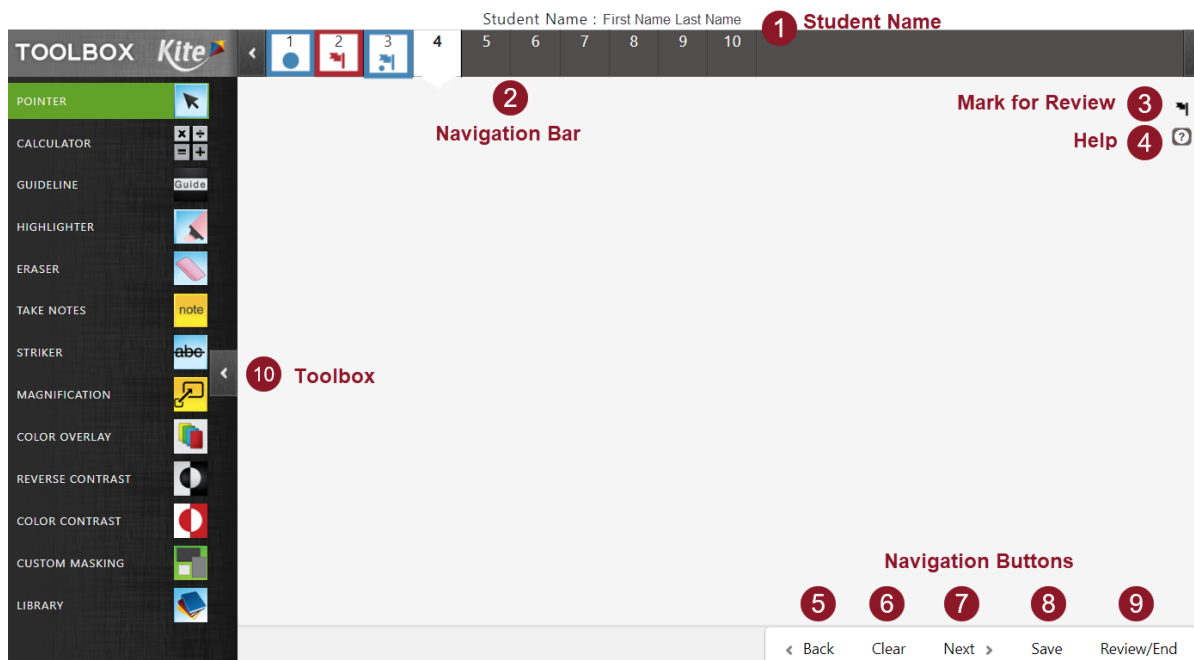 Student Name : First Name Last Name
1 Student Name
TOOLBOX Kite
1 2 3 4 5 6 7 8 9 10
2
Navigation Bar
Mark for Review 3
Help 4 ?
POINTER
CALCULATOR × ÷ = +
GUIDELINE Guide
HIGHLIGHTER
ERASER
TAKE NOTES note
STRIKER abc
MAGNIFICATION
COLOR OVERLAY
REVERSE CONTRAST
COLOR CONTRAST
CUSTOM MASKING
LIBRARY
10 Toolbox
Navigation Buttons
5 6 7 8 9
‹ Back Clear Next › Save Review/End